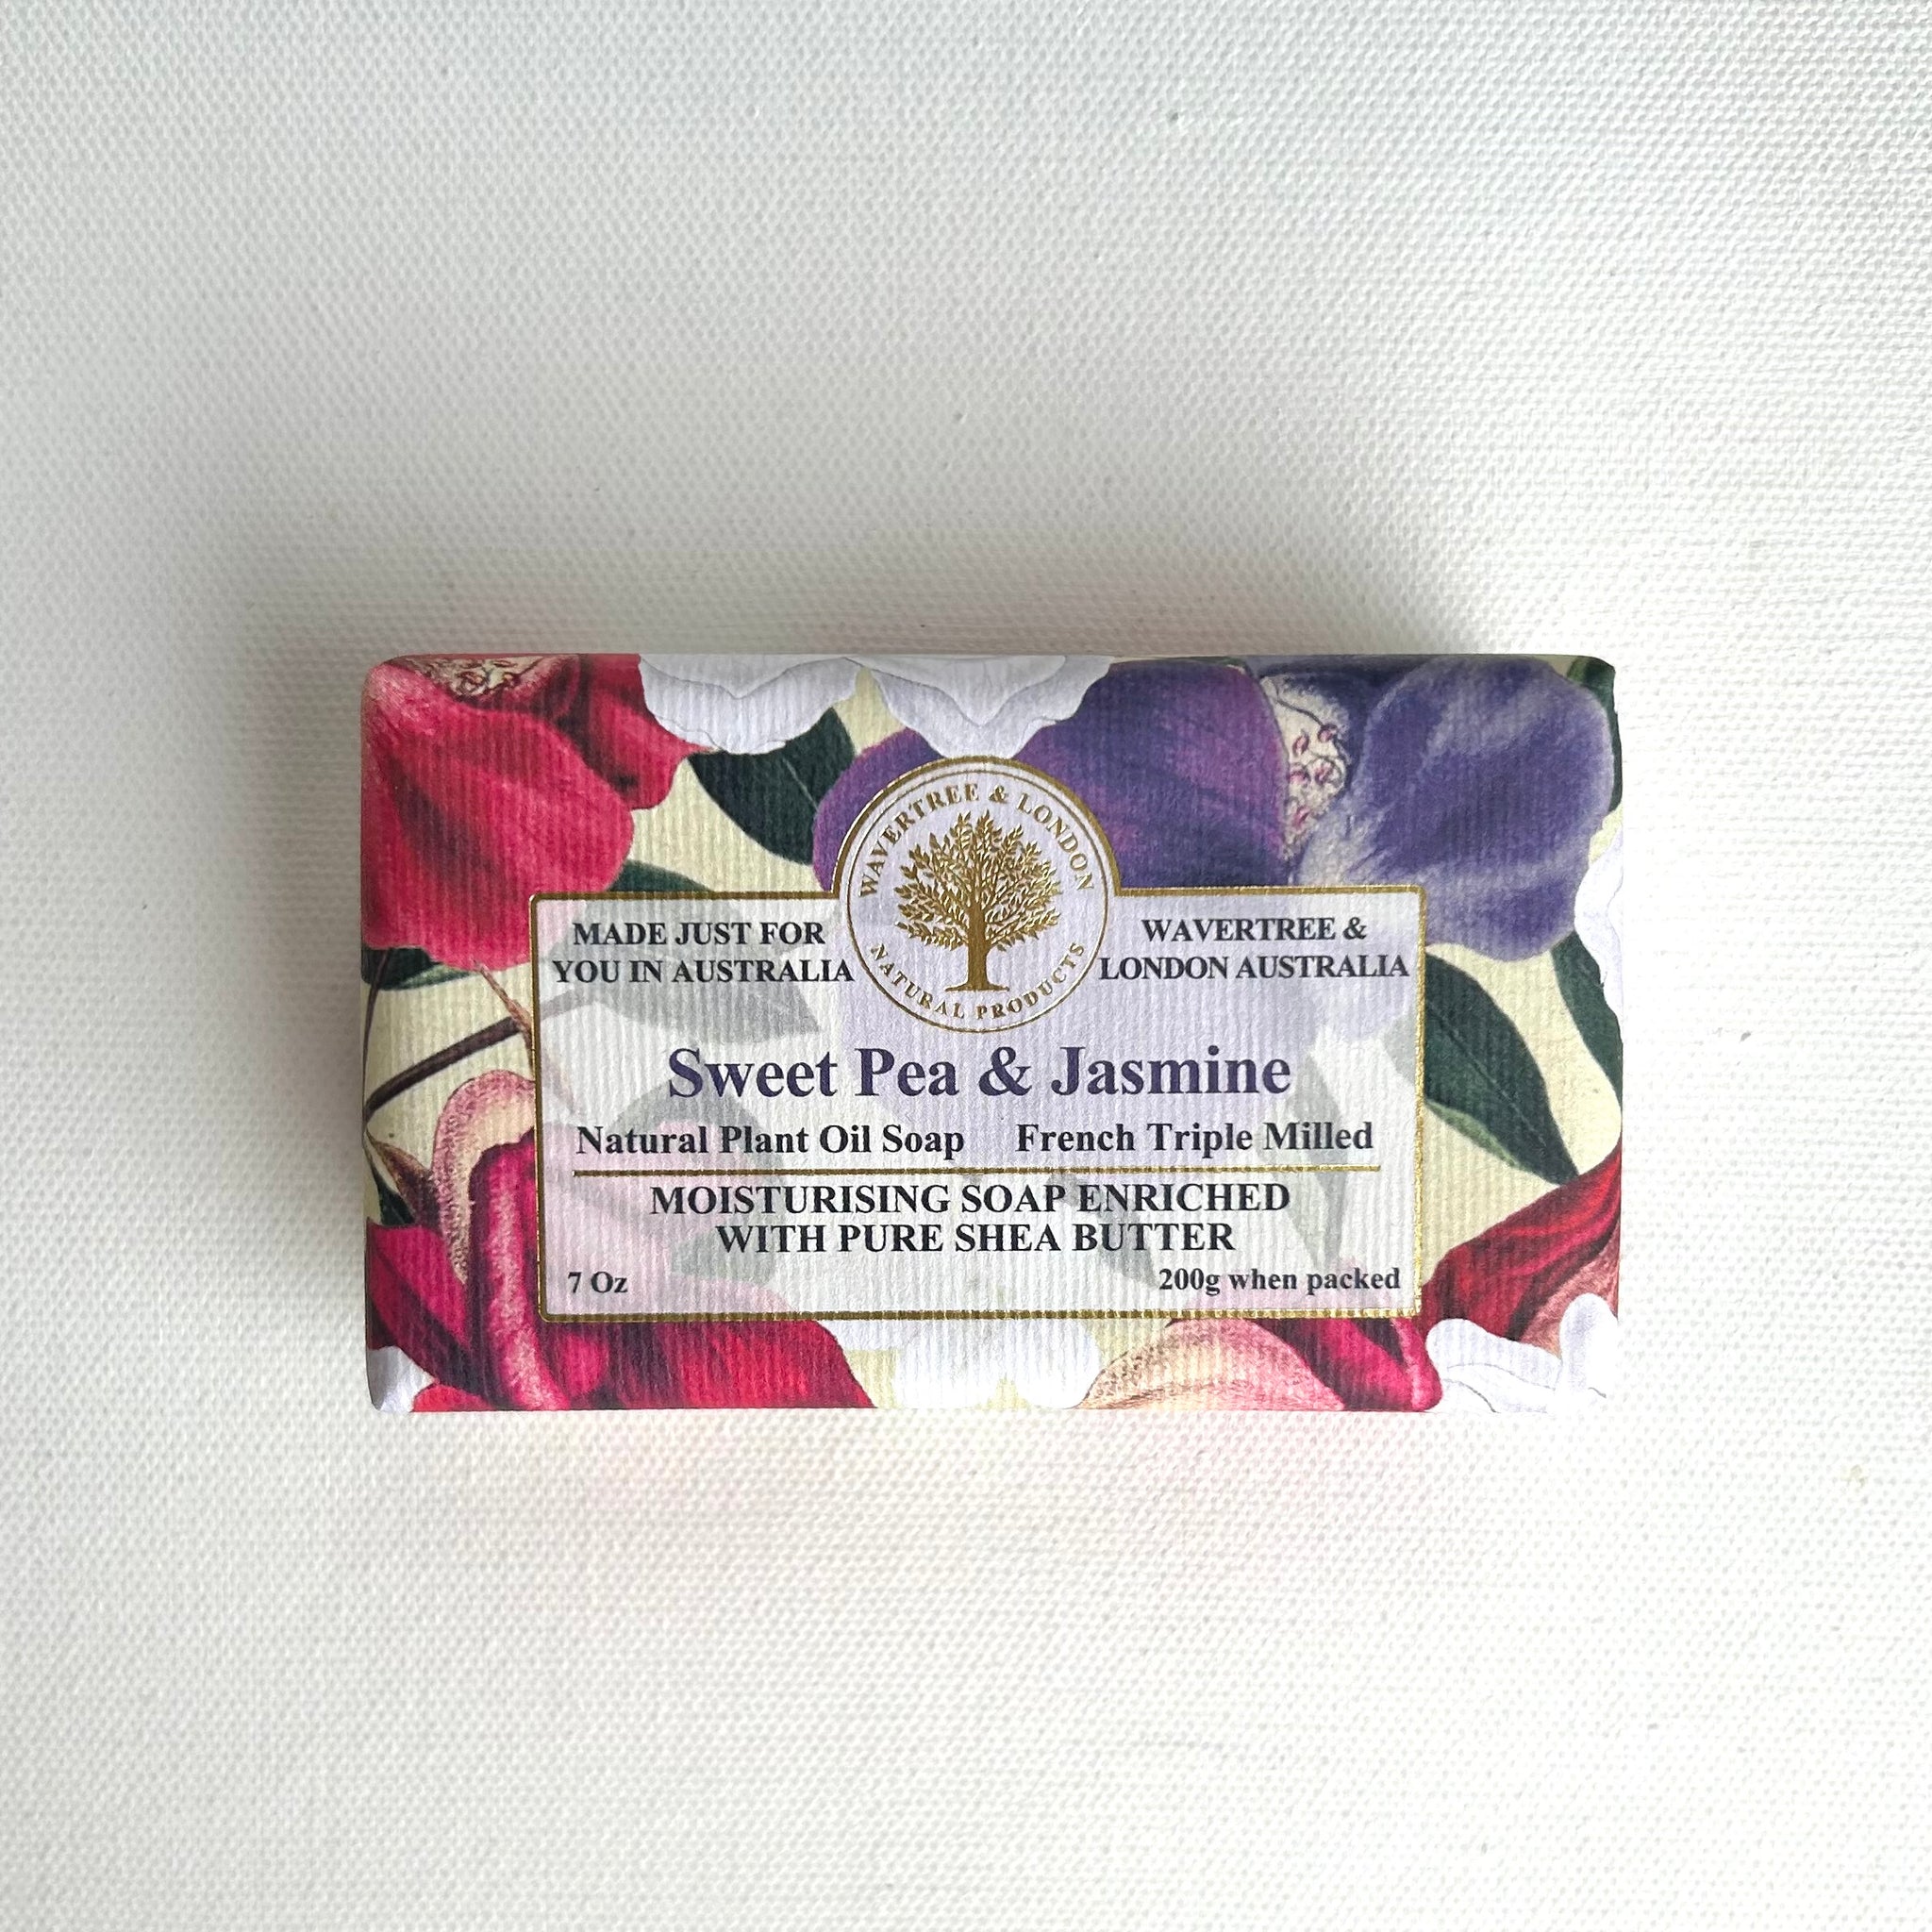 WAVERTREE & LONDON
NATURAL PRODUCTS
MADE JUST FOR
YOU IN AUSTRALIA
WAVERTREE &
LONDON AUSTRALIA
Sweet Pea & Jasmine
Natural Plant Oil Soap French Triple Milled
MOISTURISING SOAP ENRICHED
WITH PURE SHEA BUTTER
7 Oz 200g when packed